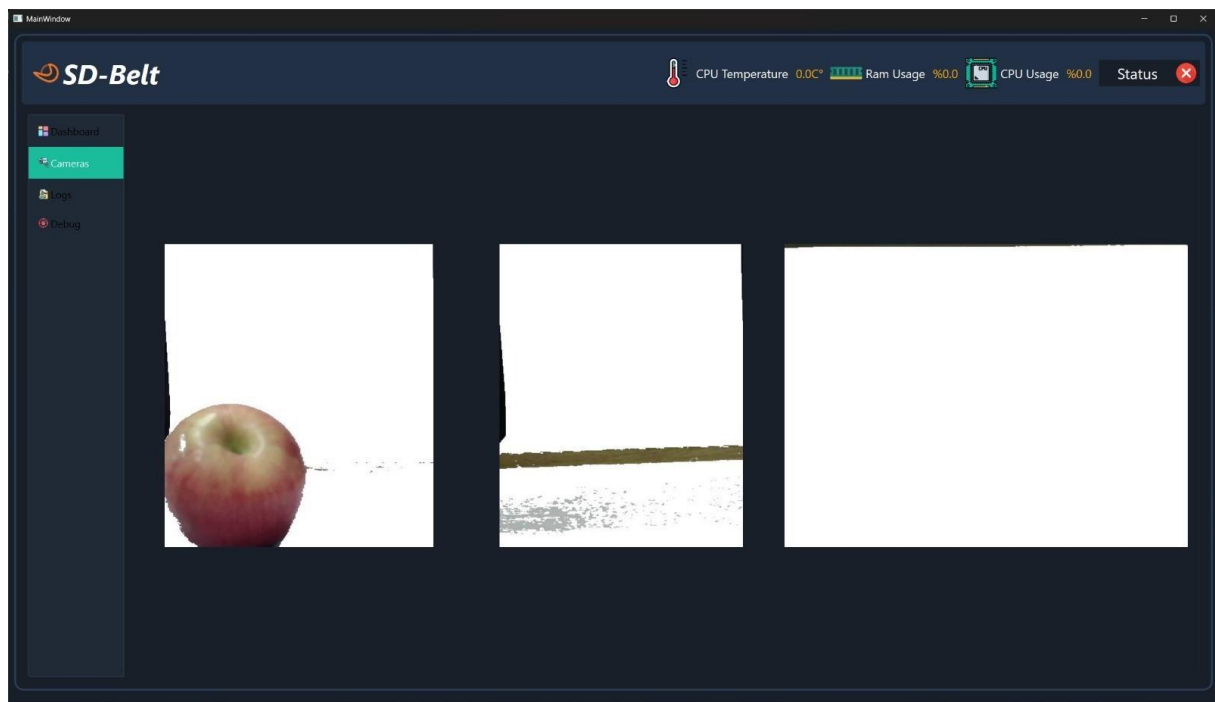 MainWindow
SD-Belt
CPU Temperature 0.0C° Ram Usage %0.0 CPU Usage %0.0 Status
Dashboard
Cameras
Logs
Debug